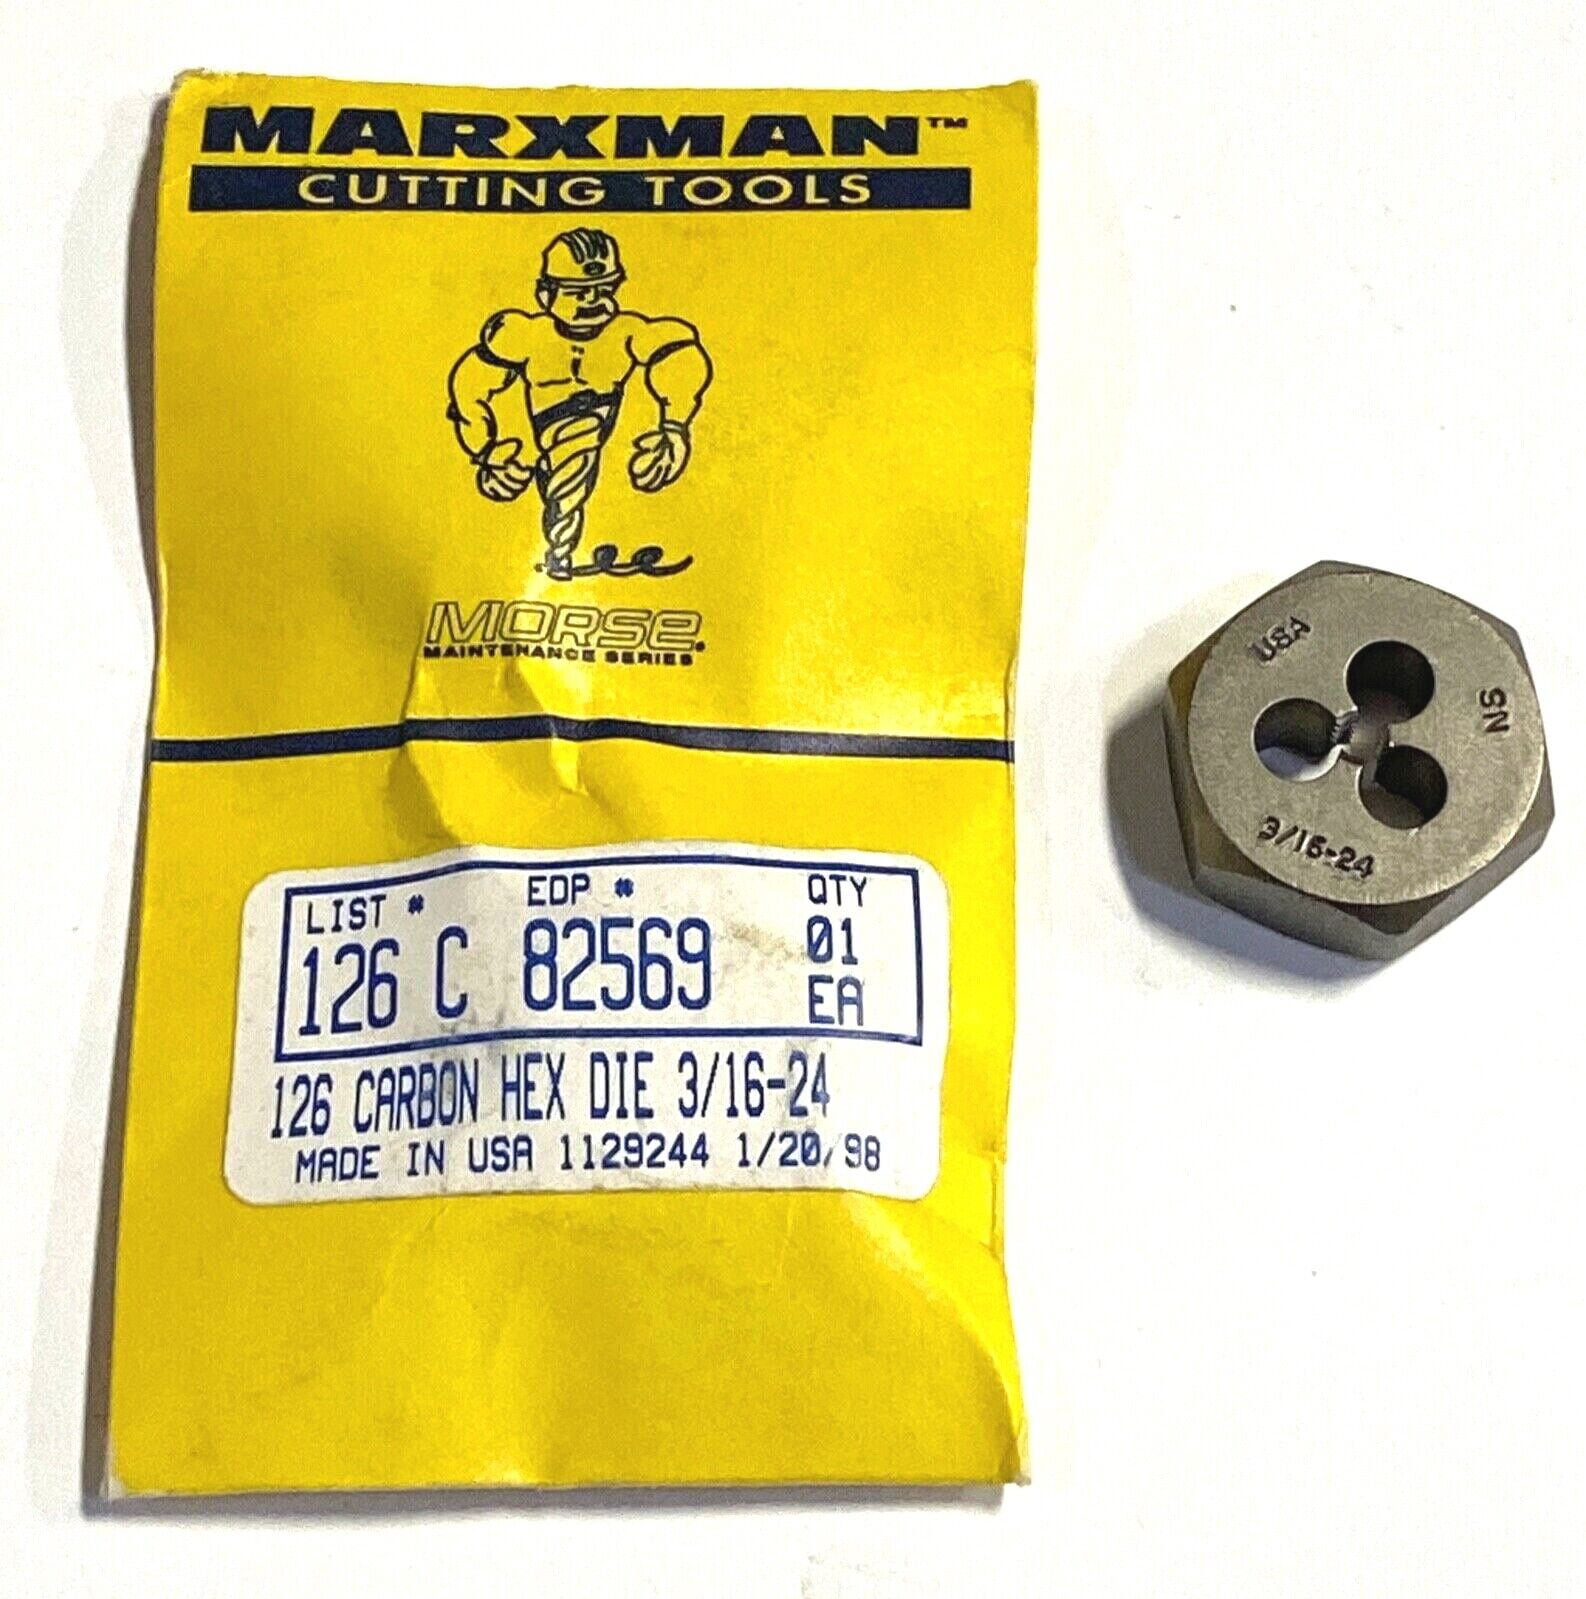 MARXMAN™
CUTTING TOOLS
MORSE®
MAINTENANCE SERIES
LIST # EDP # QTY
126 C 82569 01
EA
126 CARBON HEX DIE 3/16-24
MADE IN USA 1129244 1/20/98
USA
NS
3/16-24